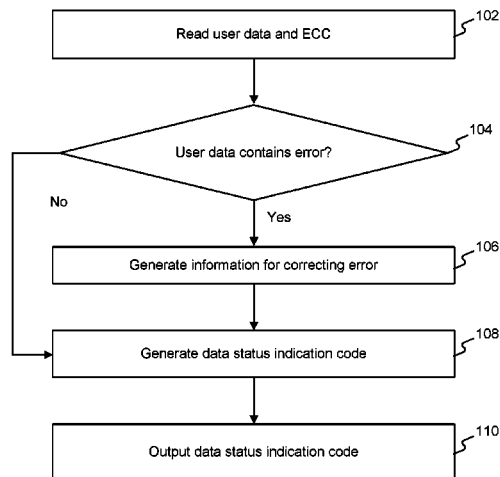 102
Read user data and ECC
104
User data contains error?
No
Yes
106
Generate information for correcting error
108
Generate data status indication code
110
Output data status indication code